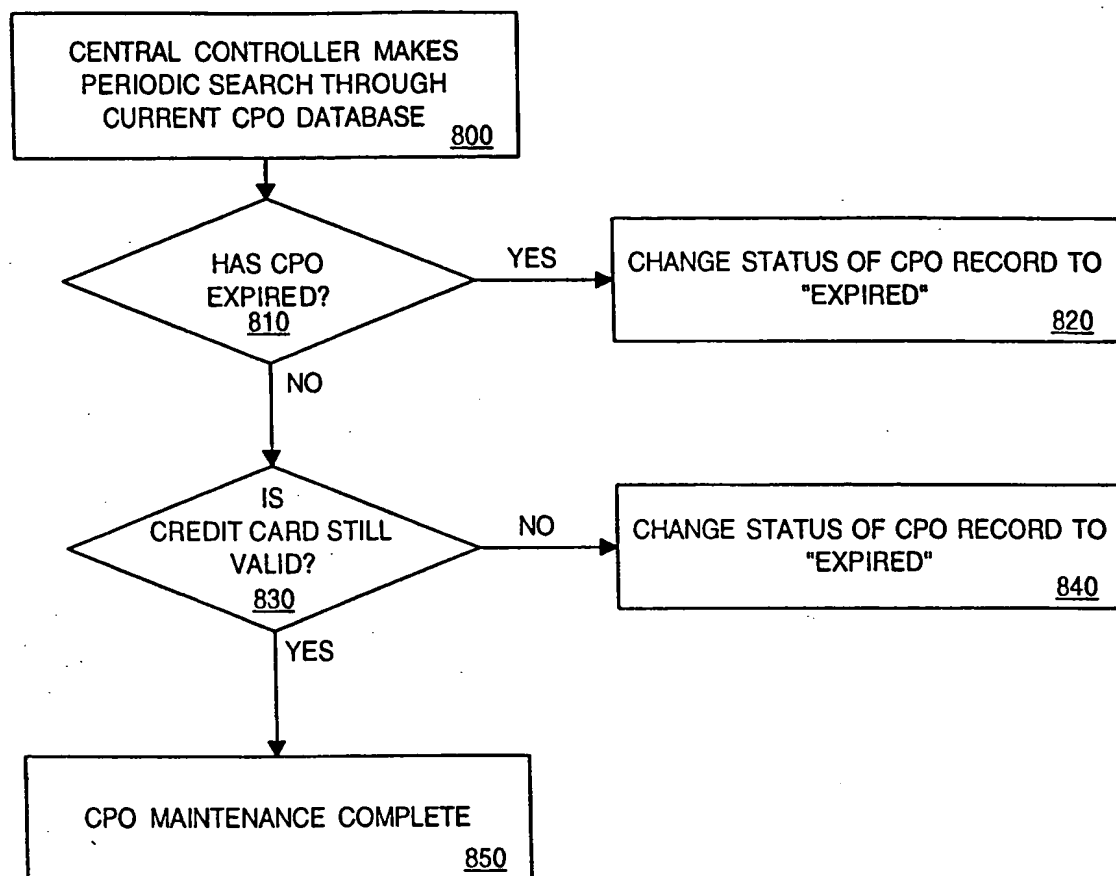 CENTRAL CONTROLLER MAKES
PERIODIC SEARCH THROUGH
CURRENT CPO DATABASE
800
HAS CPO
EXPIRED?
810
YES
CHANGE STATUS OF CPO RECORD TO
"EXPIRED"
820
NO
IS
CREDIT CARD STILL
VALID?
830
NO
CHANGE STATUS OF CPO RECORD TO
"EXPIRED"
840
YES
CPO MAINTENANCE COMPLETE
850